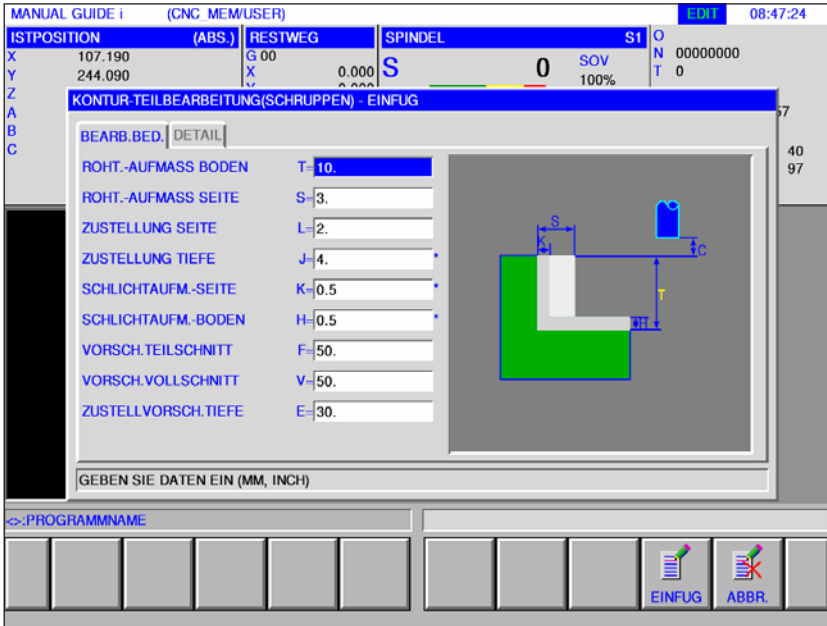 MANUAL GUIDE i (CNC_MEM/USER) EDIT 08:47:24
ISTPOSITION (ABS.) RESTWEG SPINDEL S1 O
X 107.190 G 00 S 0 SOV N 00000000
Y 244.090 X 0.000 100% T 0
Z
KONTUR-TEILBEARBEITUNG(SCHRUPPEN) - EINFUG
A
B
C
40
97
BEARB.BED. DETAIL
ROHT.-AUFMASS BODEN T= 10.
ROHT.-AUFMASS SEITE S= 3.
ZUSTELLUNG SEITE L= 2.
ZUSTELLUNG TIEFE J= 4. *
SCHLICHTAUFM.-SEITE K= 0.5 *
SCHLICHTAUFM.-BODEN H= 0.5 *
VORSCH.TEILSCHNITT F= 50.
VORSCH.VOLLSCHNITT V= 50.
ZUSTELLVORSCH.TIEFE E= 30.
S
K
C
T
H
GEBEN SIE DATEN EIN (MM, INCH)
<>:PROGRAMMNAME
EINFUG ABBR.